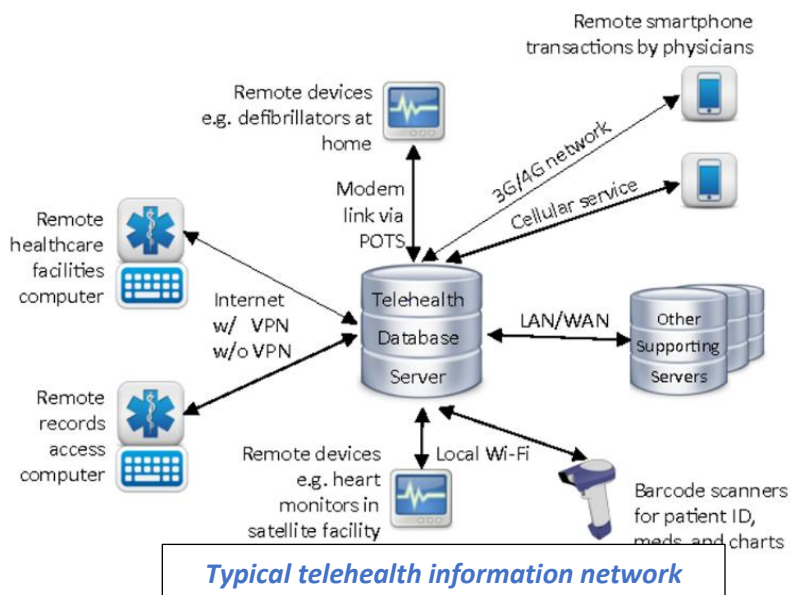 Remote smartphone
transactions by physicians
Remote devices
e.g. defibrillators at
home
3G/4G network
Cellular service
Modem
link via
POTS
Remote
healthcare
facilities
computer
Internet
w/ VPN
w/o VPN
Telehealth
Database
Server
LAN/WAN
Other
Supporting
Servers
Remote
records
access
computer
Remote devices
e.g. heart
monitors in
satellite facility
Local Wi-Fi
Barcode scanners
for patient ID,
meds, and charts
Typical telehealth information network